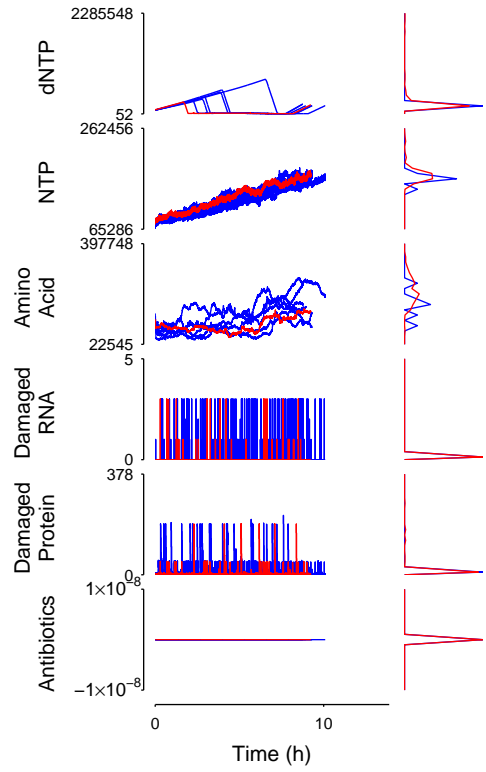 2285548
dNTP
52
262456
NTP
65286
397748
Amino
Acid
22545
5
Damaged
RNA
0
378
Damaged
Protein
0
1×10⁻⁸
Antibiotics
−1×10⁻⁸
0 10
Time (h)